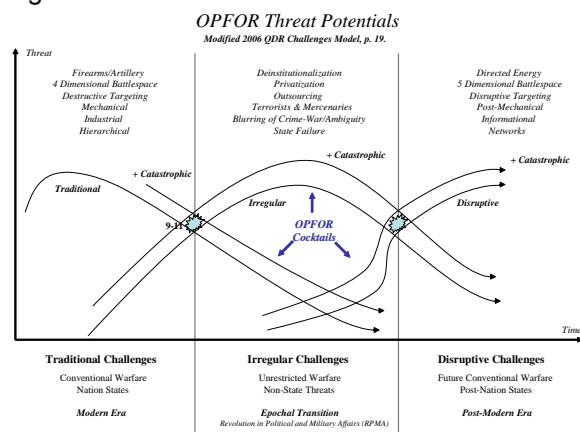 OPFOR Threat Potentials
Modified 2006 QDR Challenges Model, p. 19.
Threat
Firearms/Artillery
4 Dimensional Battlespace
Destructive Targeting
Mechanical
Industrial
Hierarchical
Deinstitutionalization
Privatization
Outsourcing
Terrorists & Mercenaries
Blurring of Crime-War/Ambiguity
State Failure
Directed Energy
5 Dimensional Battlespace
Disruptive Targeting
Post-Mechanical
Informational
Networks
+ Catastrophic
+ Catastrophic
+ Catastrophic
Traditional
Irregular
Disruptive
9-11
OPFOR
Cocktails
Time
Traditional Challenges
Conventional Warfare
Nation States
Modern Era
Irregular Challenges
Unrestricted Warfare
Non-State Threats
Epochal Transition
Revolution in Political and Military Affairs (RPMA)
Disruptive Challenges
Future Conventional Warfare
Post-Nation States
Post-Modern Era